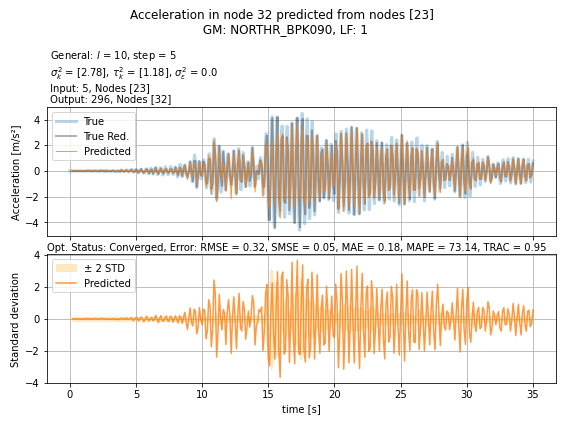 Acceleration in node 32 predicted from nodes [23]
GM: NORTHR_BPK090, LF: 1
General: l = 10, step = 5
σ²ₖ = [2.78], τ²ₖ = [1.18], σ²ε = 0.0
Input: 5, Nodes [23]
Output: 296, Nodes [32]
True
True Red.
Predicted
Acceleration [m/s²]
4
2
0
−2
−4
Opt. Status: Converged, Error: RMSE = 0.32, SMSE = 0.05, MAE = 0.18, MAPE = 73.14, TRAC = 0.95
± 2 STD
Predicted
Standard deviation
4
2
0
−2
−4
0 5 10 15 20 25 30 35
time [s]